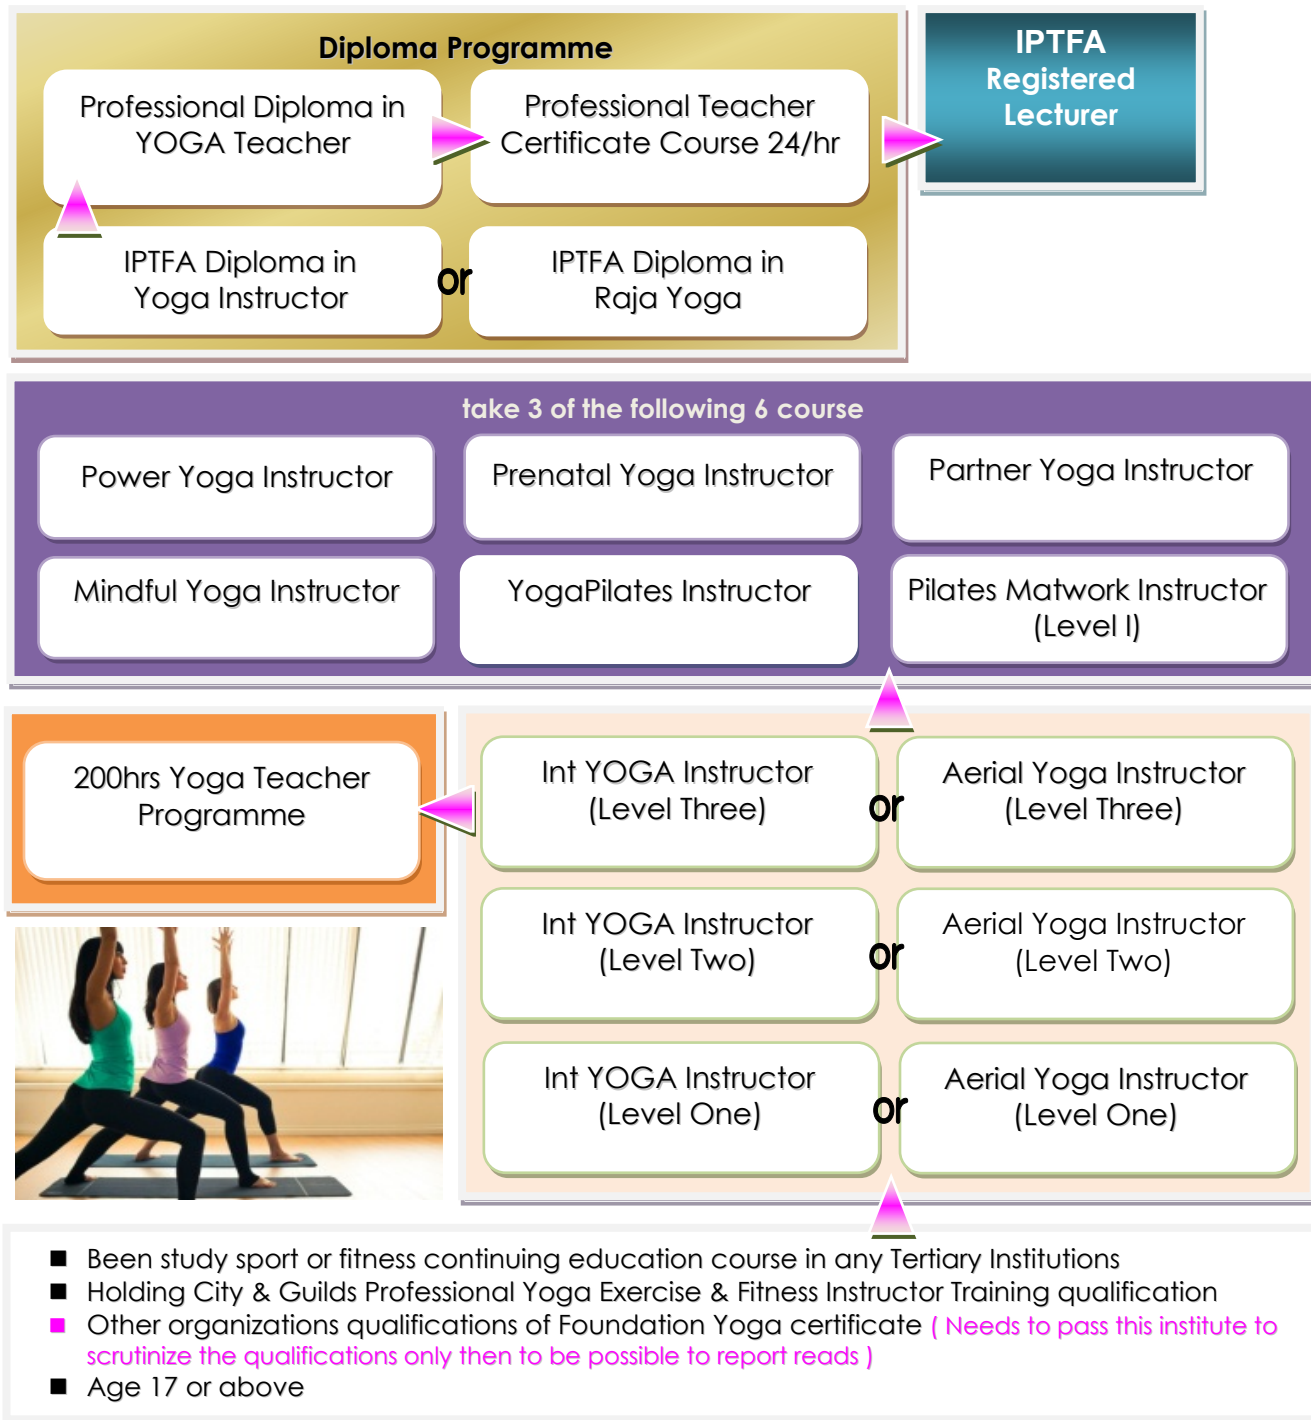 Diploma Programme
Professional Diploma in
YOGA Teacher
Professional Teacher
Certificate Course 24/hr
IPTFA
Registered
Lecturer
IPTFA Diploma in
Yoga Instructor
or
IPTFA Diploma in
Raja Yoga
take 3 of the following 6 course
Power Yoga Instructor
Prenatal Yoga Instructor
Partner Yoga Instructor
Mindful Yoga Instructor
YogaPilates Instructor
Pilates Matwork Instructor
(Level I)
200hrs Yoga Teacher
Programme
Int YOGA Instructor
(Level Three)
or
Aerial Yoga Instructor
(Level Three)
Int YOGA Instructor
(Level Two)
or
Aerial Yoga Instructor
(Level Two)
Int YOGA Instructor
(Level One)
or
Aerial Yoga Instructor
(Level One)
Been study sport or fitness continuing education course in any Tertiary Institutions
Holding City & Guilds Professional Yoga Exercise & Fitness Instructor Training qualification
Other organizations qualifications of Foundation Yoga certificate ( Needs to pass this institute to
scrutinize the qualifications only then to be possible to report reads )
Age 17 or above